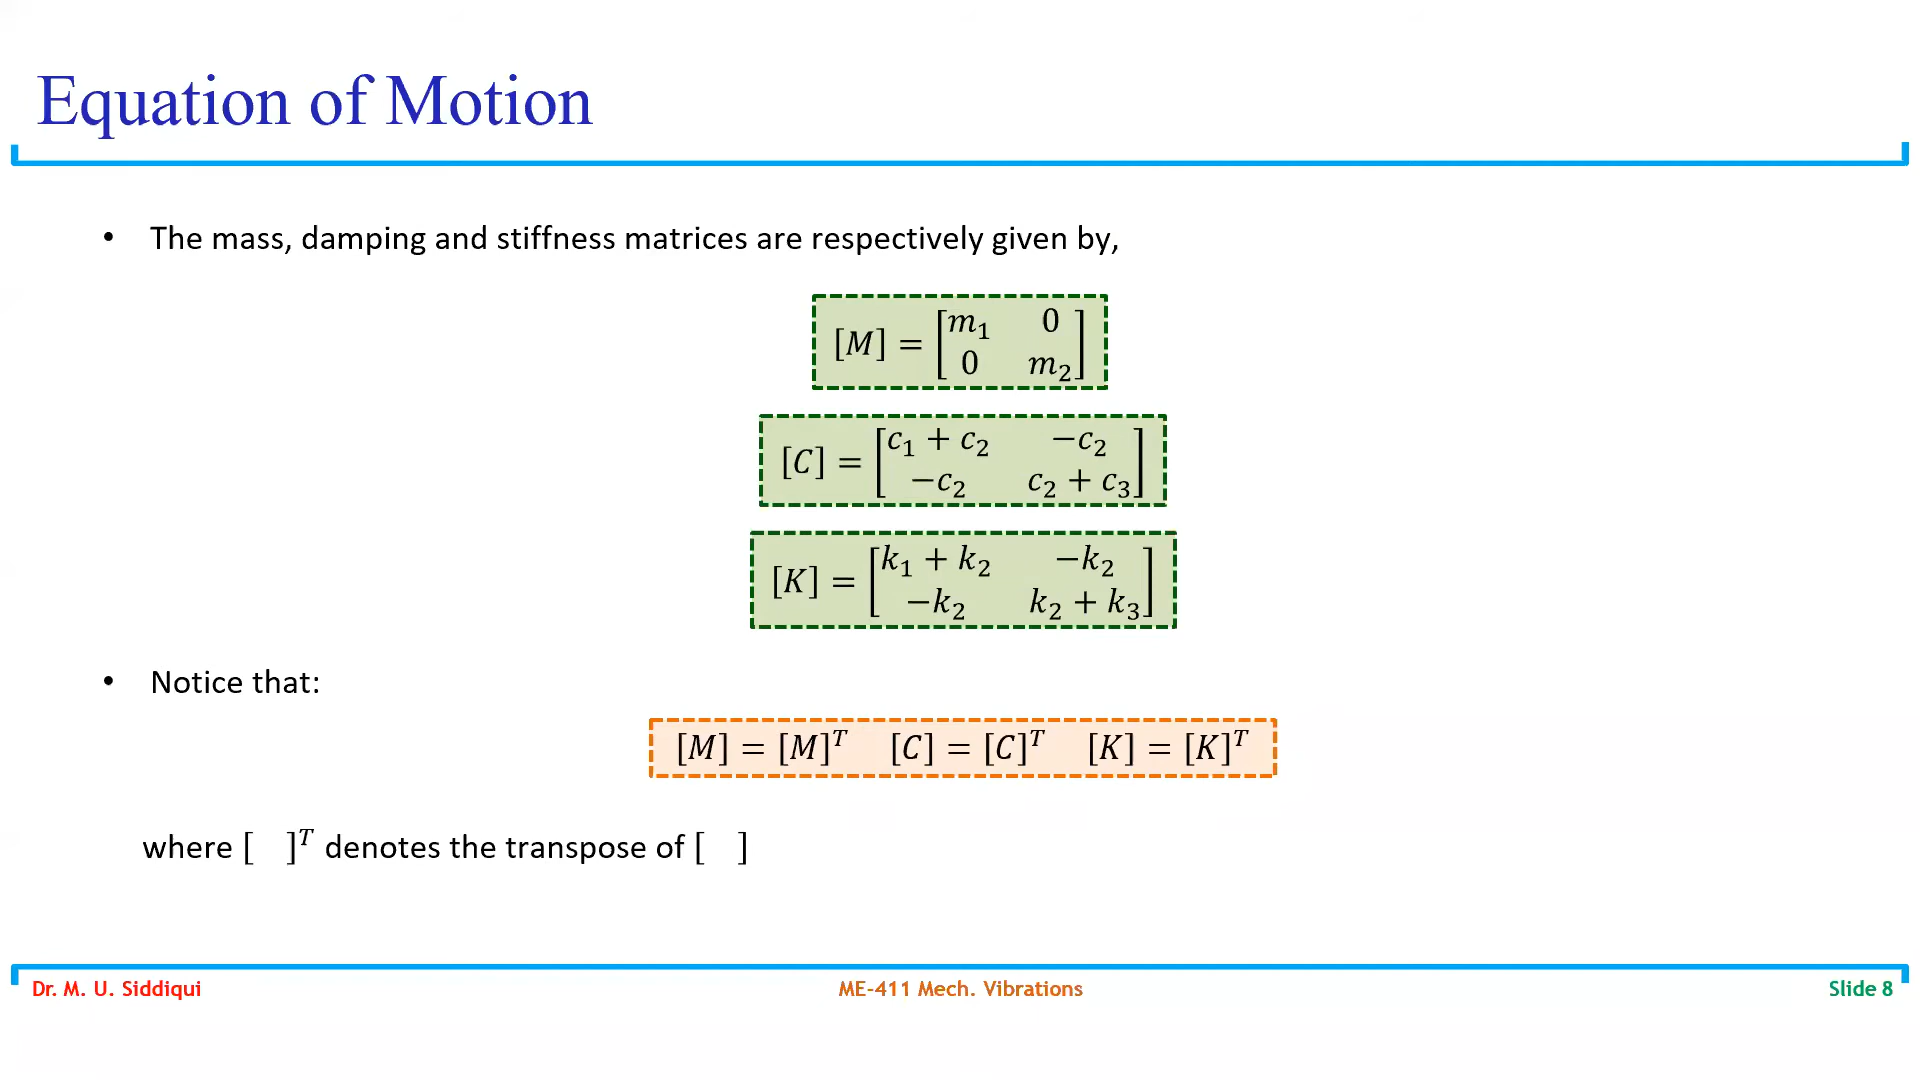 Equation of Motion
• The mass, damping and stiffness matrices are respectively given by,
[M] = [m₁ 0
0 m₂]
[C] = [c₁ + c₂ −c₂
−c₂ c₂ + c₃]
[K] = [k₁ + k₂ −k₂
−k₂ k₂ + k₃]
• Notice that:
[M] = [M]ᵀ [C] = [C]ᵀ [K] = [K]ᵀ
where [ ]ᵀ denotes the transpose of [ ]
Dr. M. U. Siddiqui ME-411 Mech. Vibrations Slide 8